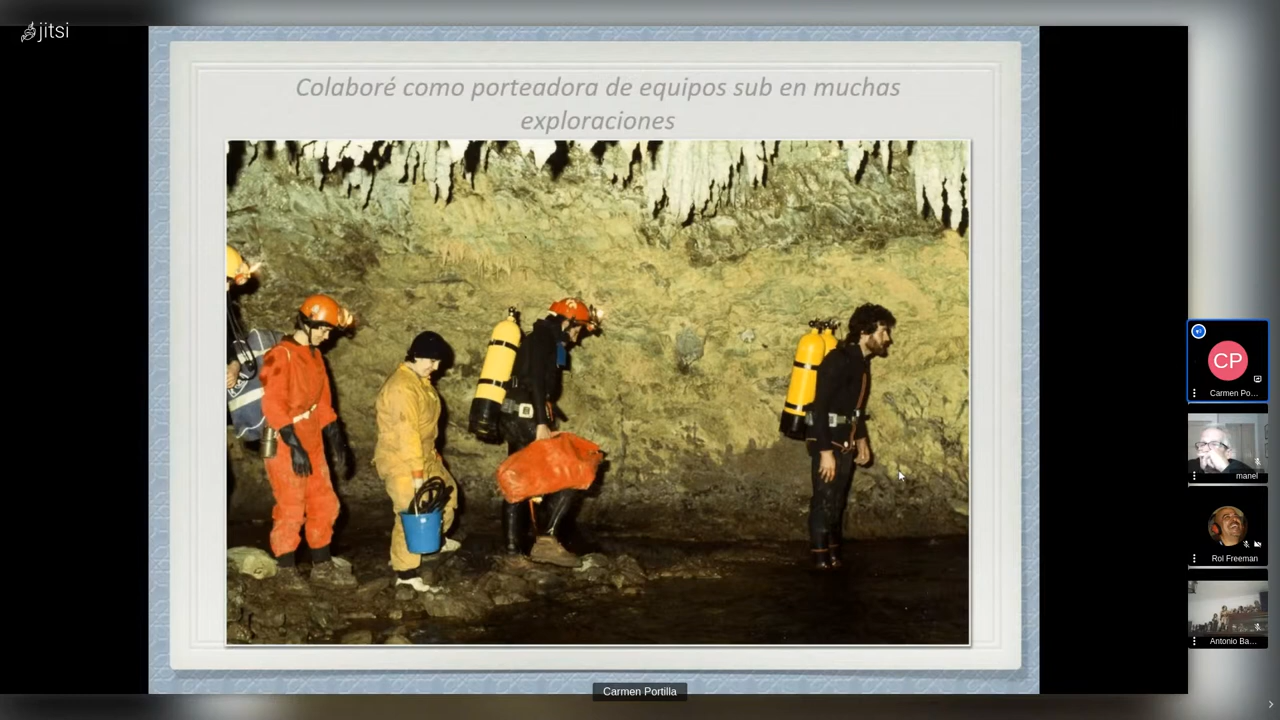 jitsi
Colaboré como porteadora de equipos sub en muchas
exploraciones
CP
Carmen Po...
manel
Rol Freeman
Antonio Ba...
Carmen Portilla